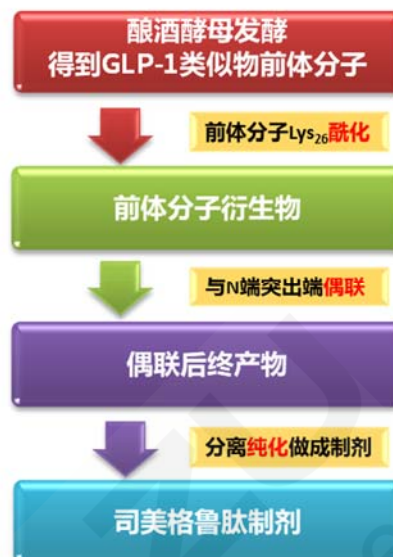 酿酒酵母发酵
得到GLP-1类似物前体分子
前体分子Lys26酰化
前体分子衍生物
与N端突出端偶联
偶联后终产物
分离纯化做成制剂
司美格鲁肽制剂